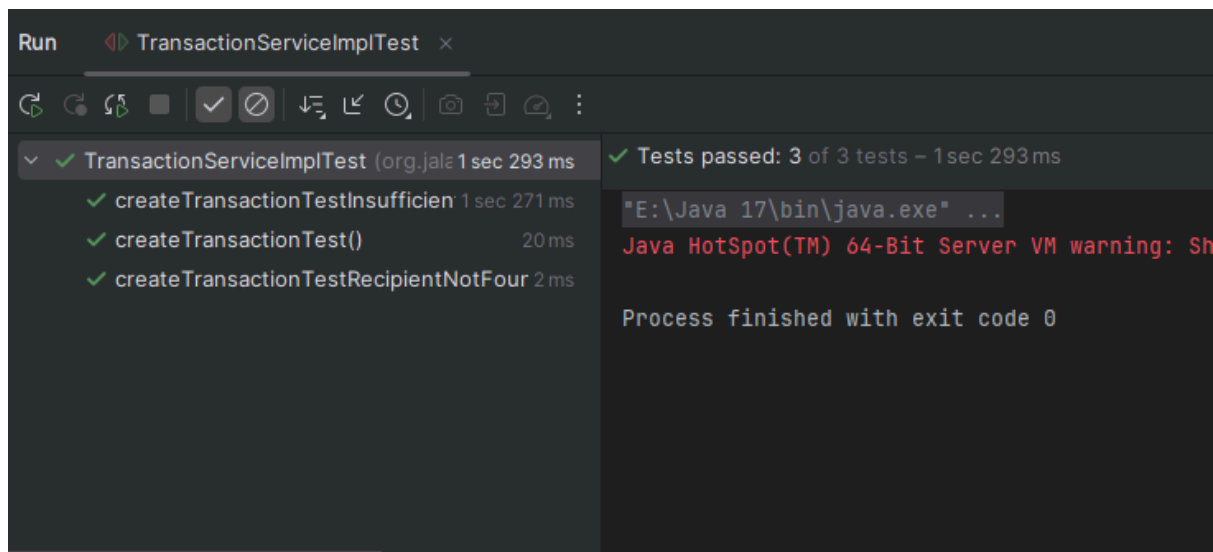 Run TransactionServiceImplTest
TransactionServiceImplTest (org.jala 1 sec 293 ms
createTransactionTestInsufficien 1 sec 271 ms
createTransactionTest() 20 ms
createTransactionTestRecipientNotFour 2 ms
Tests passed: 3 of 3 tests – 1 sec 293 ms
"E:\Java 17\bin\java.exe" ...
Java HotSpot(TM) 64-Bit Server VM warning: Sh
Process finished with exit code 0